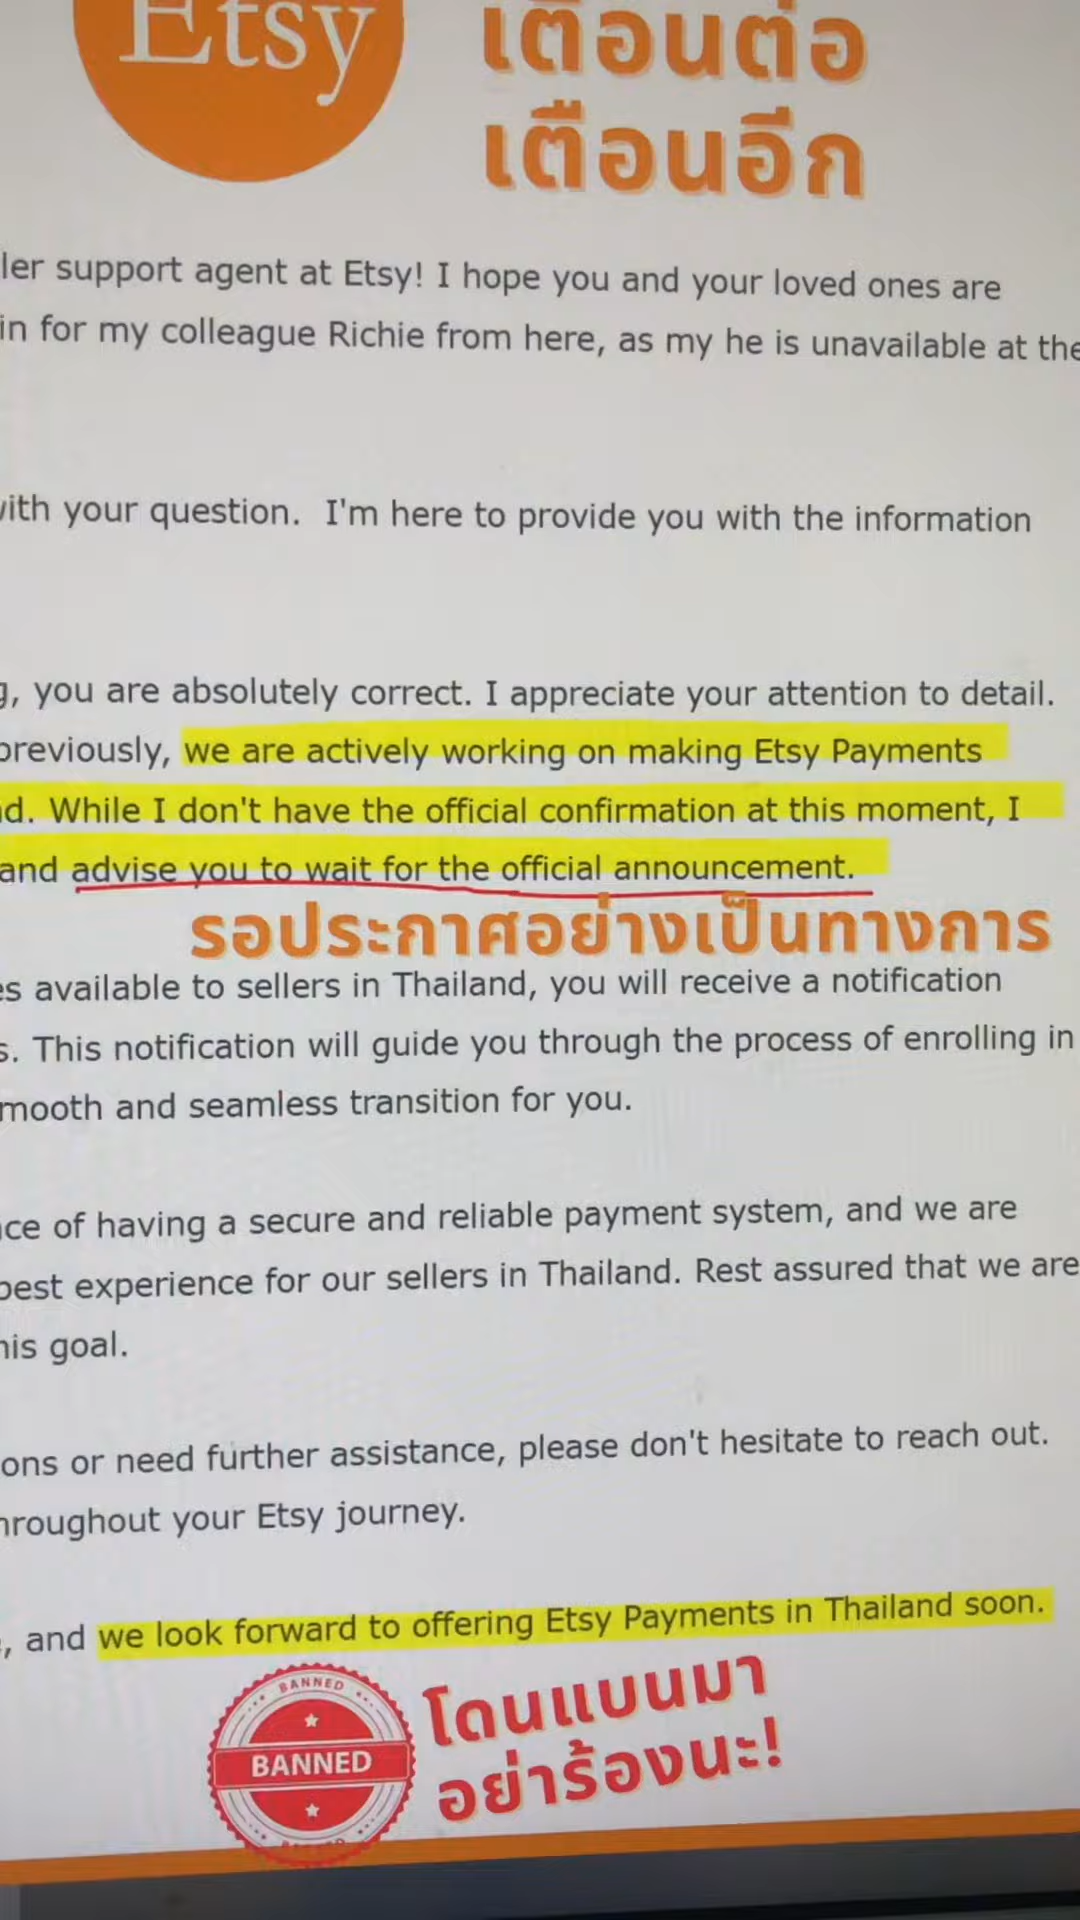 Etsy
เตือนต่อ
เตือนอีก
ler support agent at Etsy! I hope you and your loved ones are
in for my colleague Richie from here, as my he is unavailable at the
with your question. I'm here to provide you with the information
g, you are absolutely correct. I appreciate your attention to detail.
previously, we are actively working on making Etsy Payments
d. While I don't have the official confirmation at this moment, I
and advise you to wait for the official announcement.
รอประกาศอย่างเป็นทางการ
es available to sellers in Thailand, you will receive a notification
s. This notification will guide you through the process of enrolling in
mooth and seamless transition for you.
ce of having a secure and reliable payment system, and we are
best experience for our sellers in Thailand. Rest assured that we are
his goal.
ons or need further assistance, please don't hesitate to reach out.
hroughout your Etsy journey.
, and we look forward to offering Etsy Payments in Thailand soon.
BANNED
BANNED
โดนแบนมา
อย่าร้องนะ!